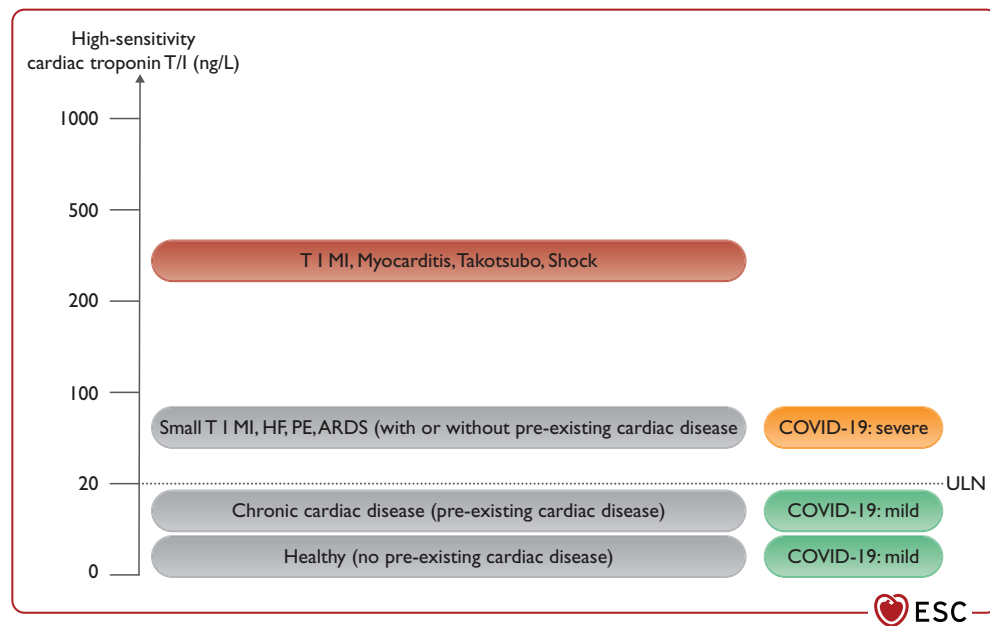 High-sensitivity
cardiac troponin T/I (ng/L)
1000
500
T I MI, Myocarditis, Takotsubo, Shock
200
100
Small T I MI, HF, PE, ARDS (with or without pre-existing cardiac disease
COVID-19: severe
20
ULN
Chronic cardiac disease (pre-existing cardiac disease)
COVID-19: mild
Healthy (no pre-existing cardiac disease)
COVID-19: mild
0
ESC